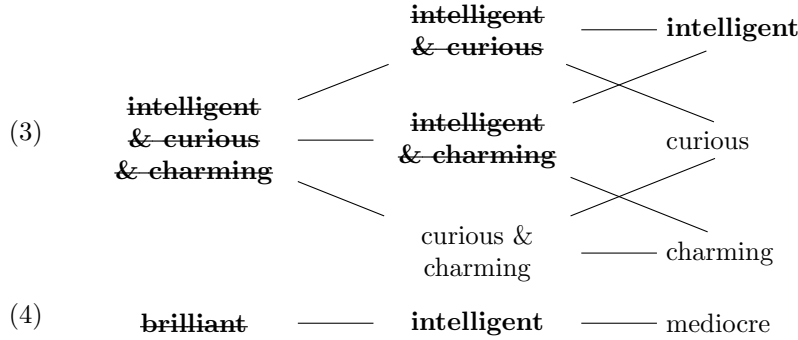 intelligent
& curious
intelligent
(3)
intelligent
& curious
& charming
intelligent
& charming
curious
curious &
charming
charming
(4)
brilliant
intelligent
mediocre